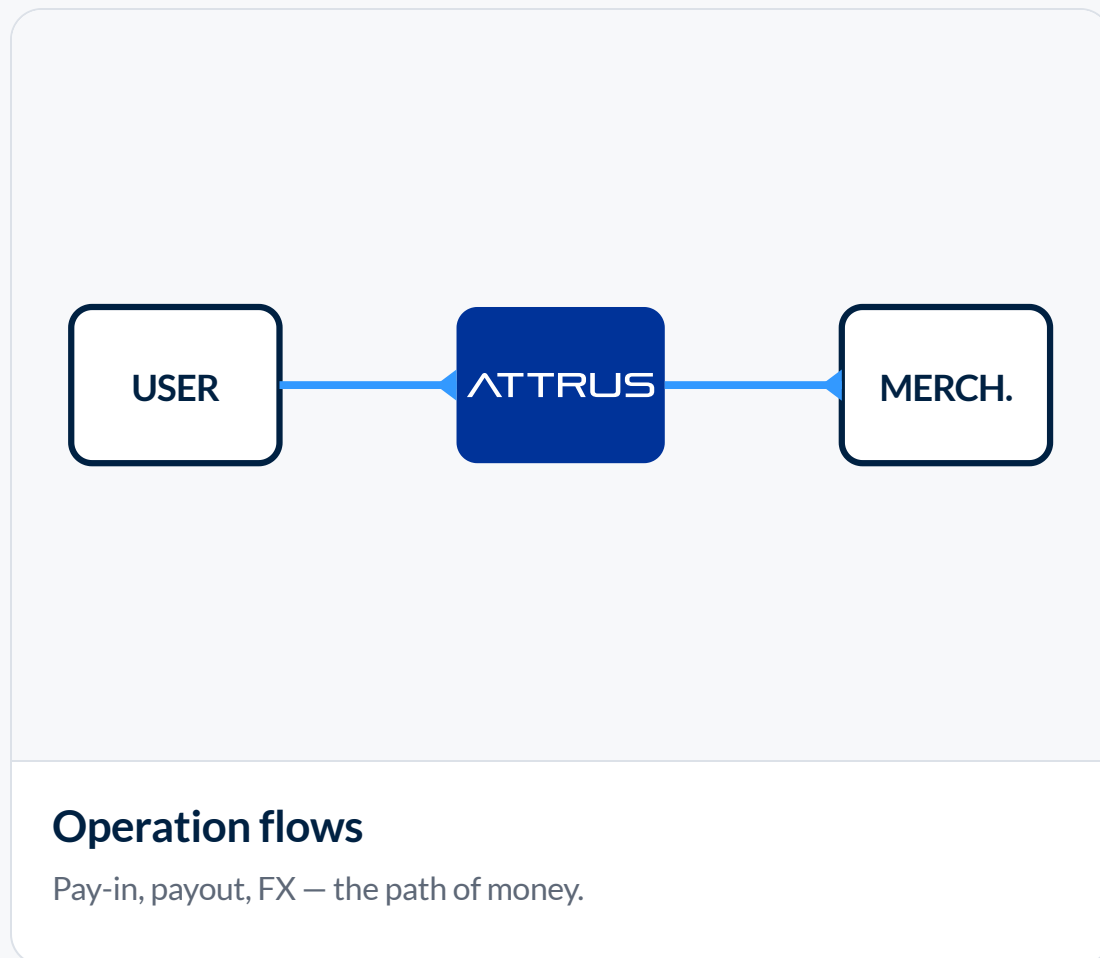 USER
ATTRUS
MERCH.
Operation flows
Pay-in, payout, FX — the path of money.